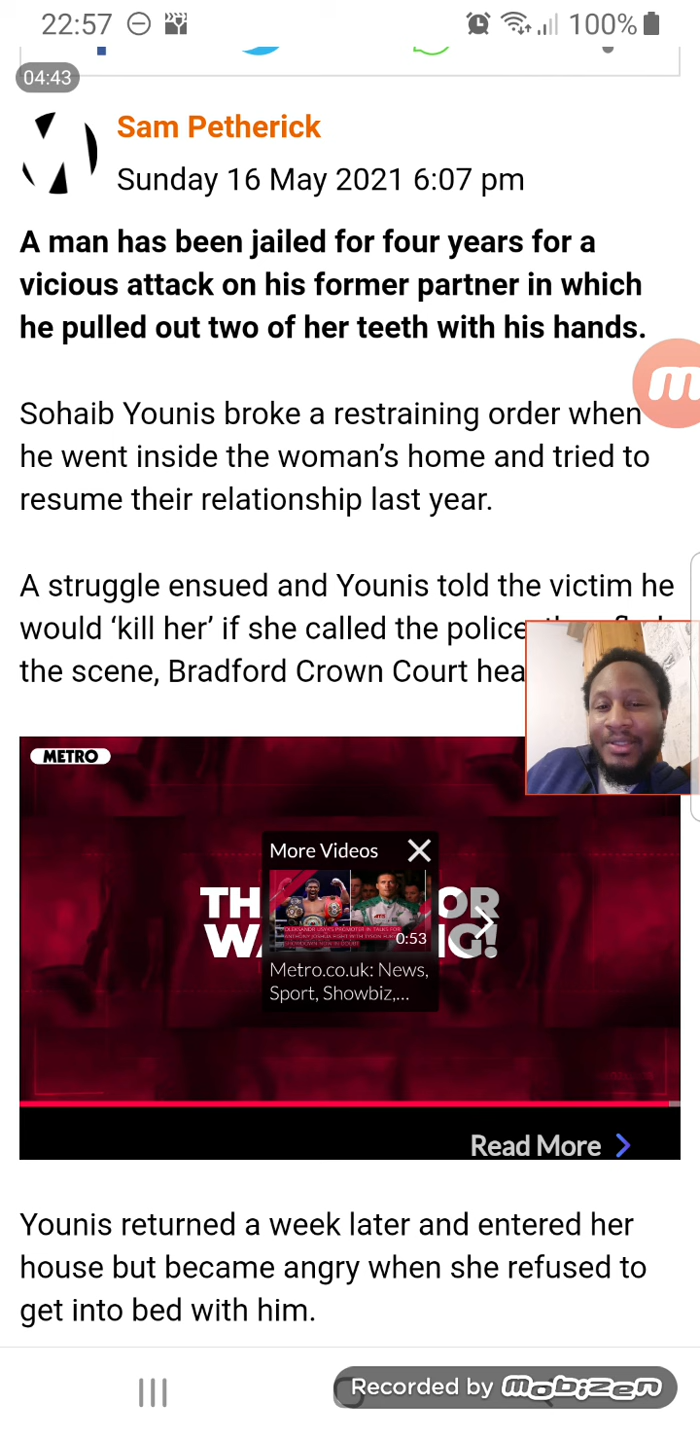 22:57 100%
04:43
Sam Petherick
Sunday 16 May 2021 6:07 pm
A man has been jailed for four years for a
vicious attack on his former partner in which
he pulled out two of her teeth with his hands.
Sohaib Younis broke a restraining order when
he went inside the woman’s home and tried to
resume their relationship last year.
A struggle ensued and Younis told the victim he
would ‘kill her’ if she called the police
the scene, Bradford Crown Court hea
METRO
More Videos
TH OR
W G!
0:53
Metro.co.uk: News,
Sport, Showbiz,...
Read More
Younis returned a week later and entered her
house but became angry when she refused to
get into bed with him.
Recorded by mobizen